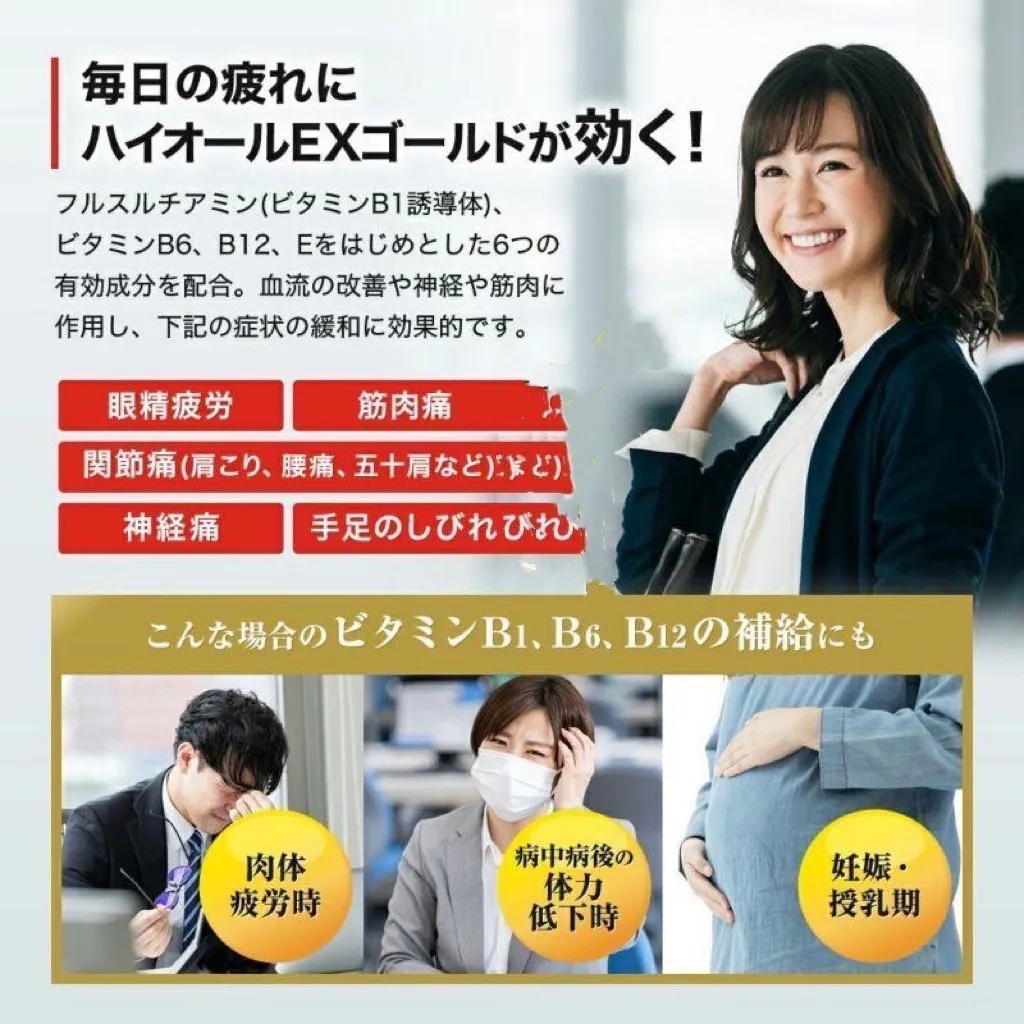 毎日の疲れに
ハイオールEXゴールドが効く!
フルスルチアミン(ビタミンB1誘導体)、
ビタミンB6、B12、Eをはじめとした6つの
有効成分を配合。血流の改善や神経や筋肉に
作用し、下記の症状の緩和に効果的です。
眼精疲労
筋肉痛
関節痛(肩こり、腰痛、五十肩など)
神経痛
手足のしびれ
こんな場合のビタミンB1、B6、B12の補給にも
肉体
疲労時
病中病後の
体力
低下時
妊娠・
授乳期